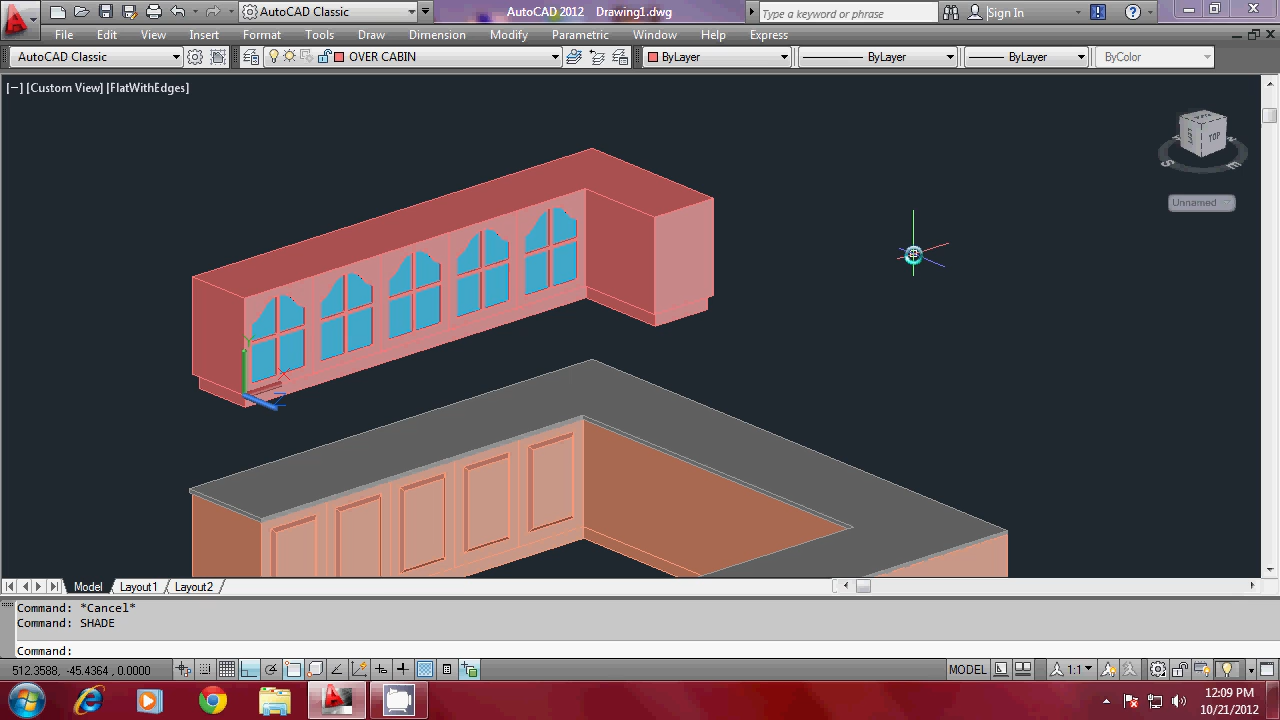 AutoCAD Classic
AutoCAD 2012 Drawing1.dwg
Type a keyword or phrase
Sign In
File Edit View Insert Format Tools Draw Dimension Modify Parametric Window Help Express
AutoCAD Classic
OVER CABIN
ByLayer
ByLayer
ByLayer
ByColor
[−] [Custom View] [FlatWithEdges]
TOP
S
E
Unnamed
X
Y
Model Layout1 Layout2
Command: *Cancel*
Command: SHADE
Command:
512.3588, -45.4364, 0.0000
MODEL
1:1
12:09 PM
10/21/2012